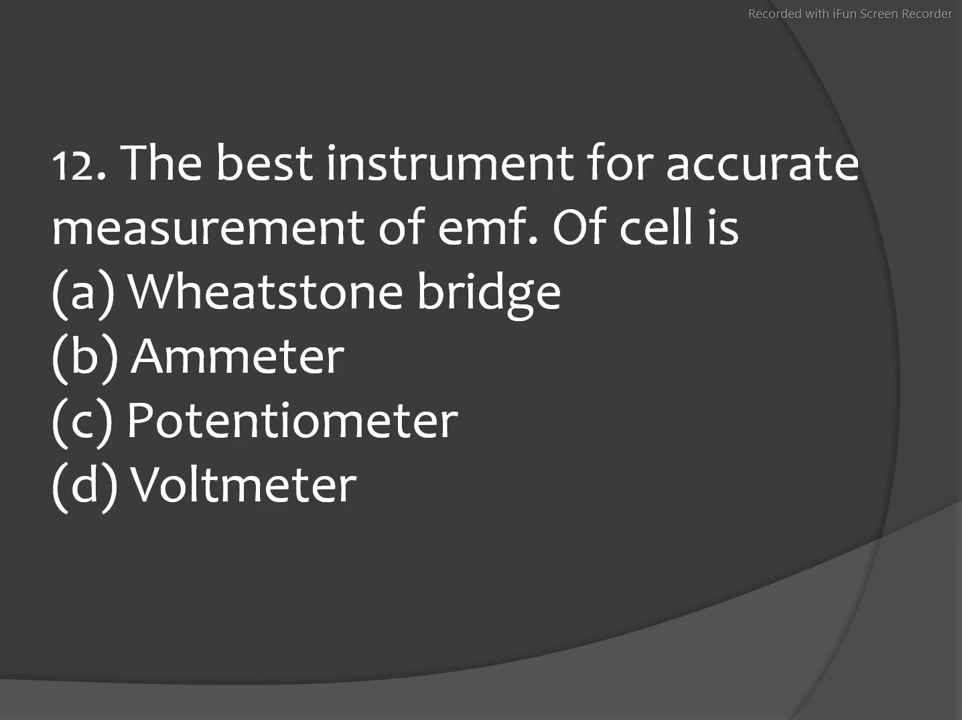 Recorded with iFun Screen Recorder
12. The best instrument for accurate
measurement of emf. Of cell is
(a) Wheatstone bridge
(b) Ammeter
(c) Potentiometer
(d) Voltmeter